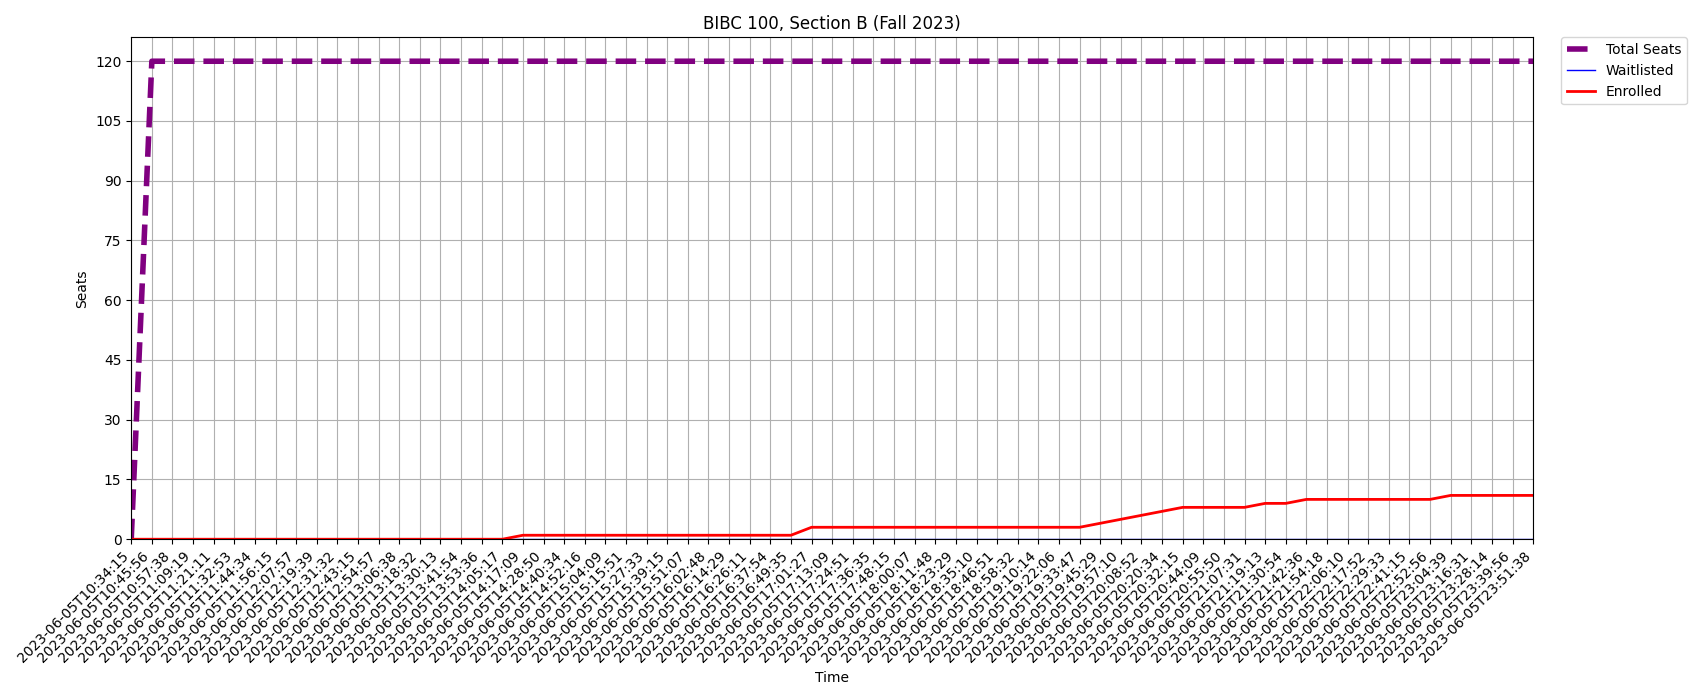 BIBC 100, Section B (Fall 2023)
Total Seats
Waitlisted
Enrolled
120
105
90
75
60
45
30
15
0
Seats
2023-06-05T10:34:15
2023-06-05T10:45:56
2023-06-05T10:57:38
2023-06-05T11:09:19
2023-06-05T11:21:11
2023-06-05T11:32:53
2023-06-05T11:44:34
2023-06-05T11:56:15
2023-06-05T12:07:57
2023-06-05T12:19:39
2023-06-05T12:31:32
2023-06-05T12:43:15
2023-06-05T12:54:57
2023-06-05T13:06:38
2023-06-05T13:18:32
2023-06-05T13:30:13
2023-06-05T13:41:54
2023-06-05T13:53:36
2023-06-05T14:05:17
2023-06-05T14:17:09
2023-06-05T14:28:50
2023-06-05T14:40:34
2023-06-05T14:52:16
2023-06-05T15:04:09
2023-06-05T15:15:51
2023-06-05T15:27:33
2023-06-05T15:39:15
2023-06-05T15:51:07
2023-06-05T16:02:48
2023-06-05T16:14:29
2023-06-05T16:26:11
2023-06-05T16:37:54
2023-06-05T16:49:35
2023-06-05T17:01:27
2023-06-05T17:13:09
2023-06-05T17:24:51
2023-06-05T17:36:35
2023-06-05T17:48:15
2023-06-05T18:00:07
2023-06-05T18:11:48
2023-06-05T18:23:29
2023-06-05T18:35:10
2023-06-05T18:46:51
2023-06-05T18:58:32
2023-06-05T19:10:14
2023-06-05T19:22:06
2023-06-05T19:33:47
2023-06-05T19:45:29
2023-06-05T19:57:10
2023-06-05T20:08:52
2023-06-05T20:20:34
2023-06-05T20:32:15
2023-06-05T20:44:09
2023-06-05T20:55:50
2023-06-05T21:07:31
2023-06-05T21:19:13
2023-06-05T21:30:54
2023-06-05T21:42:36
2023-06-05T21:54:18
2023-06-05T22:06:10
2023-06-05T22:17:52
2023-06-05T22:29:33
2023-06-05T22:41:15
2023-06-05T22:52:56
2023-06-05T23:04:39
2023-06-05T23:16:31
2023-06-05T23:28:14
2023-06-05T23:39:56
2023-06-05T23:51:38
Time